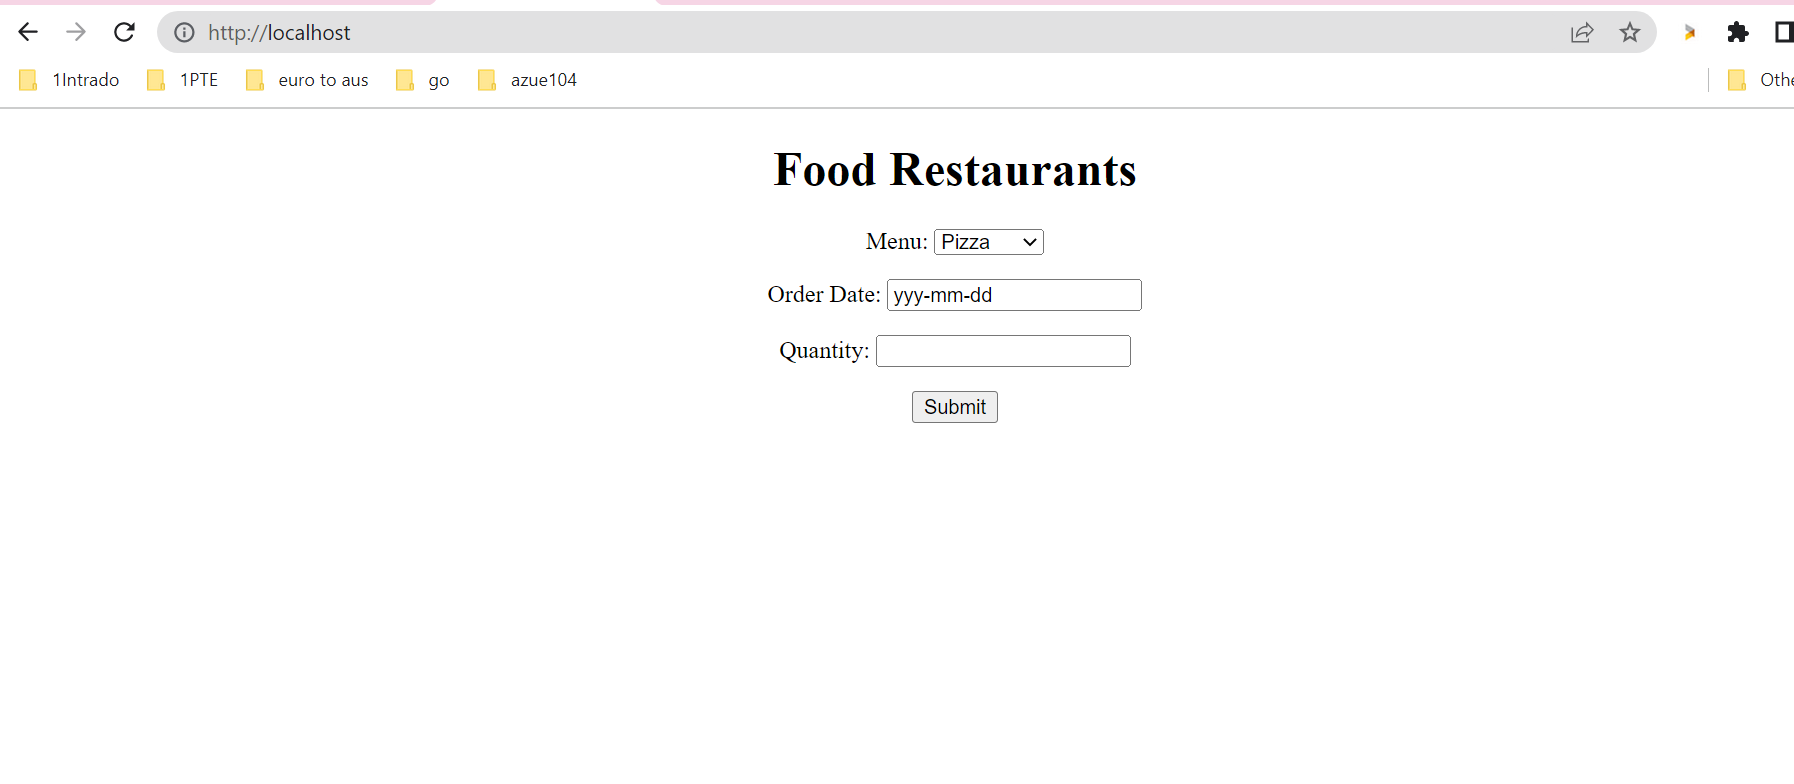 http://localhost
1Intrado 1PTE euro to aus go azue104 Othe
Food Restaurants
Menu: Pizza
Order Date: yyy-mm-dd
Quantity:
Submit